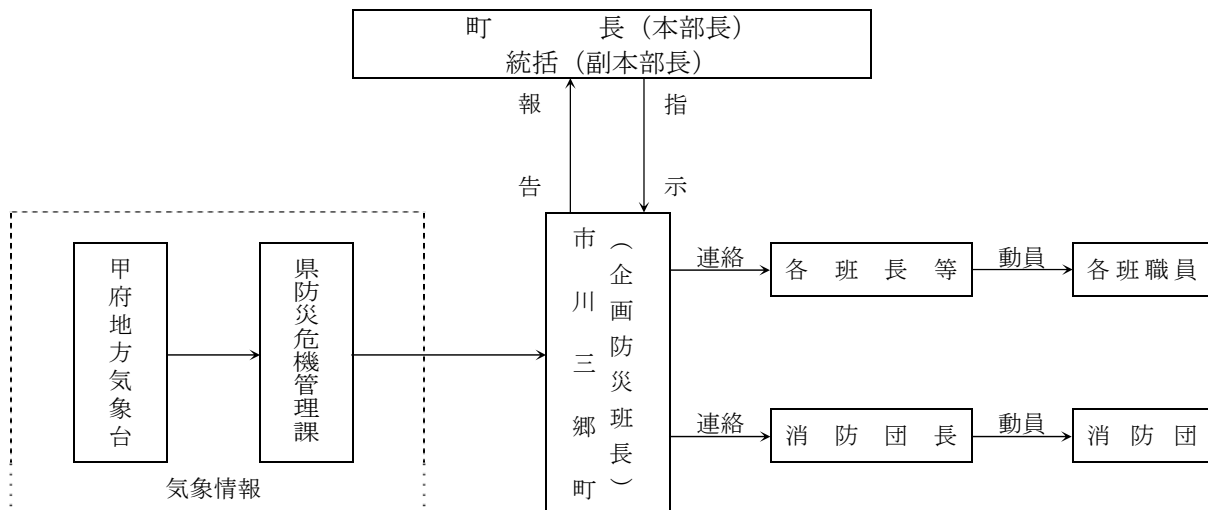 町　　　長（本部長）
統括（副本部長）
報告
指示
甲府地方気象台
県防災危機管理課
気象情報
市川三郷町
（企画防災班長）
連絡
各班長等
動員
各班職員
連絡
消防団長
動員
消防団